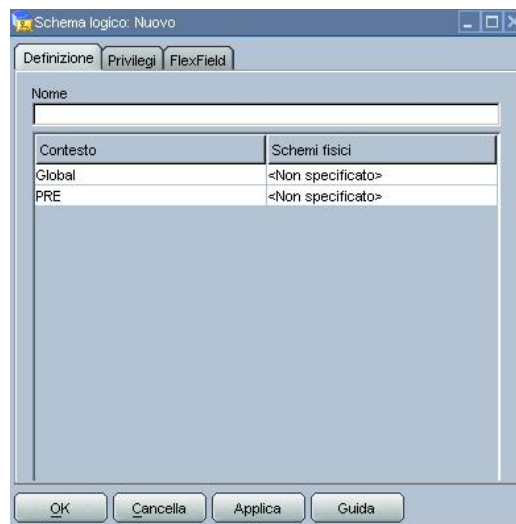 Schema logico: Nuovo
Definizione Privilegi FlexField
Nome
Contesto Schemi fisici
Global <Non specificato>
PRE <Non specificato>
OK Cancella Applica Guida